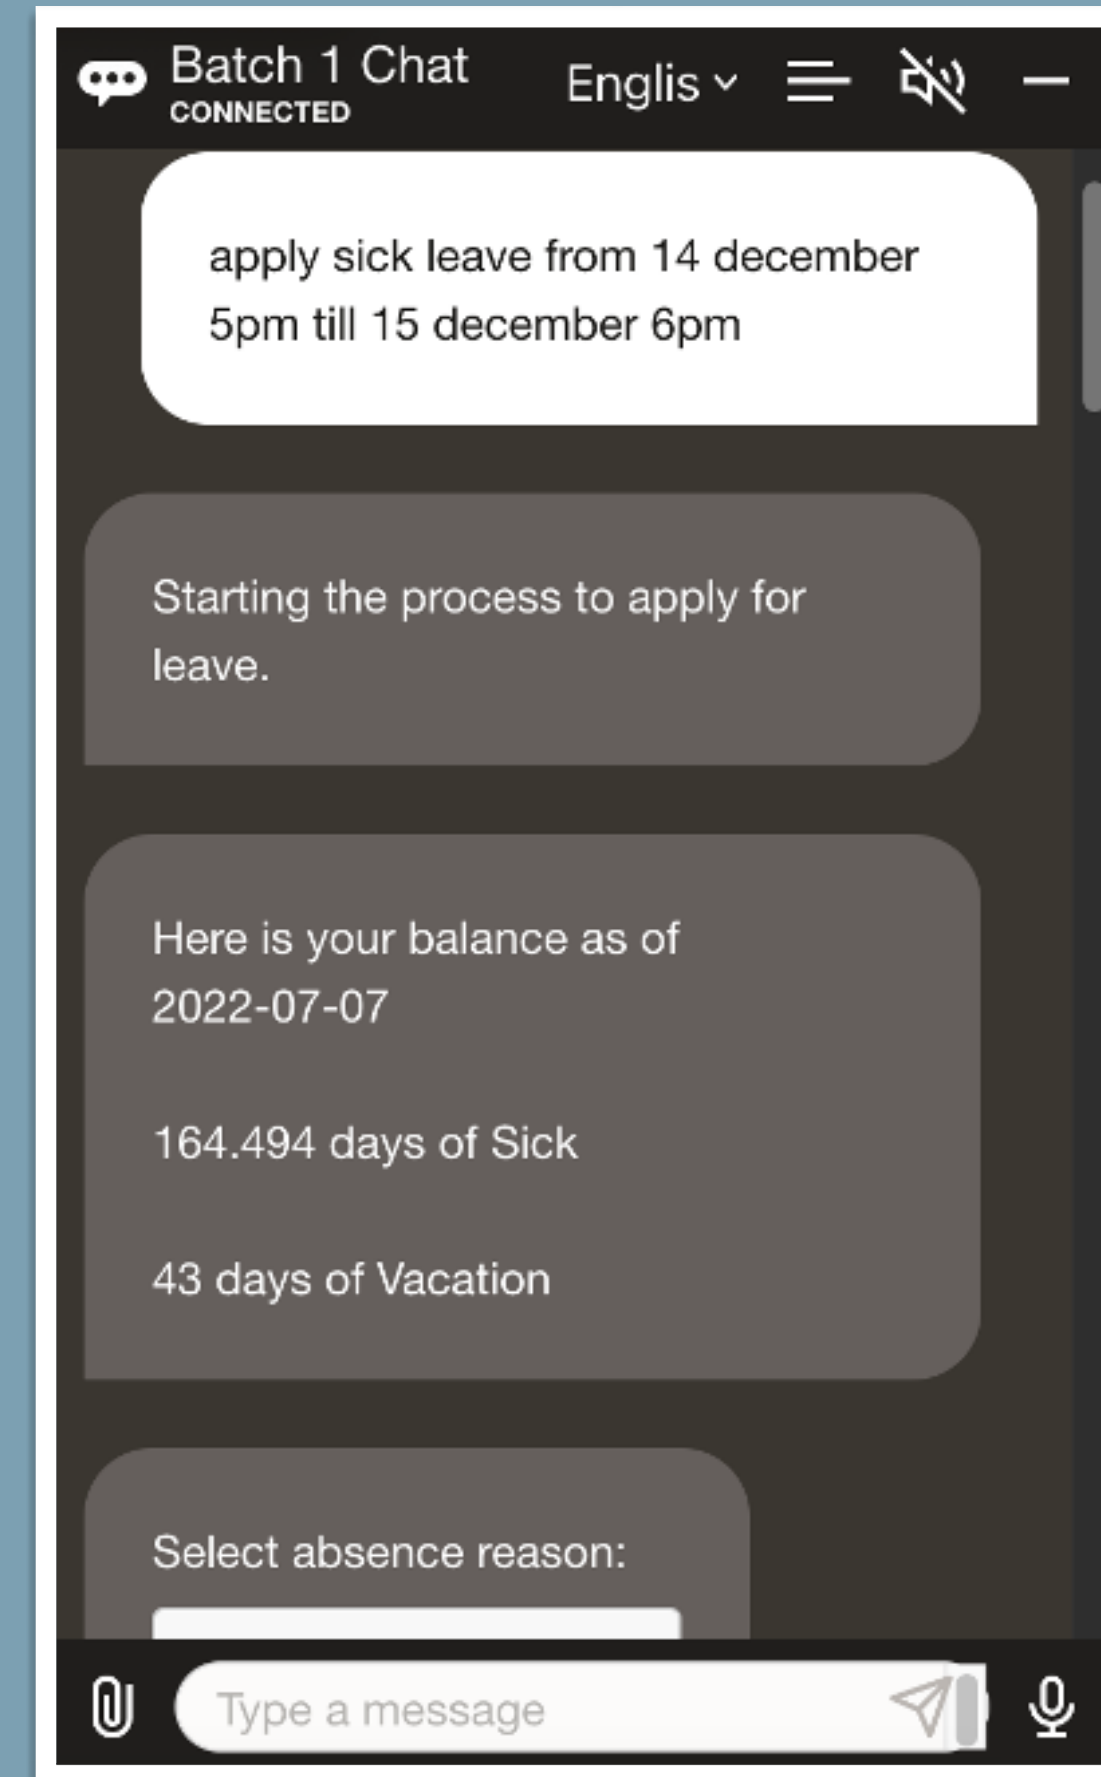 Batch 1 Chat
CONNECTED
Englis
apply sick leave from 14 december
5pm till 15 december 6pm
Starting the process to apply for
leave.
Here is your balance as of
2022-07-07
164.494 days of Sick
43 days of Vacation
Select absence reason:
Type a message